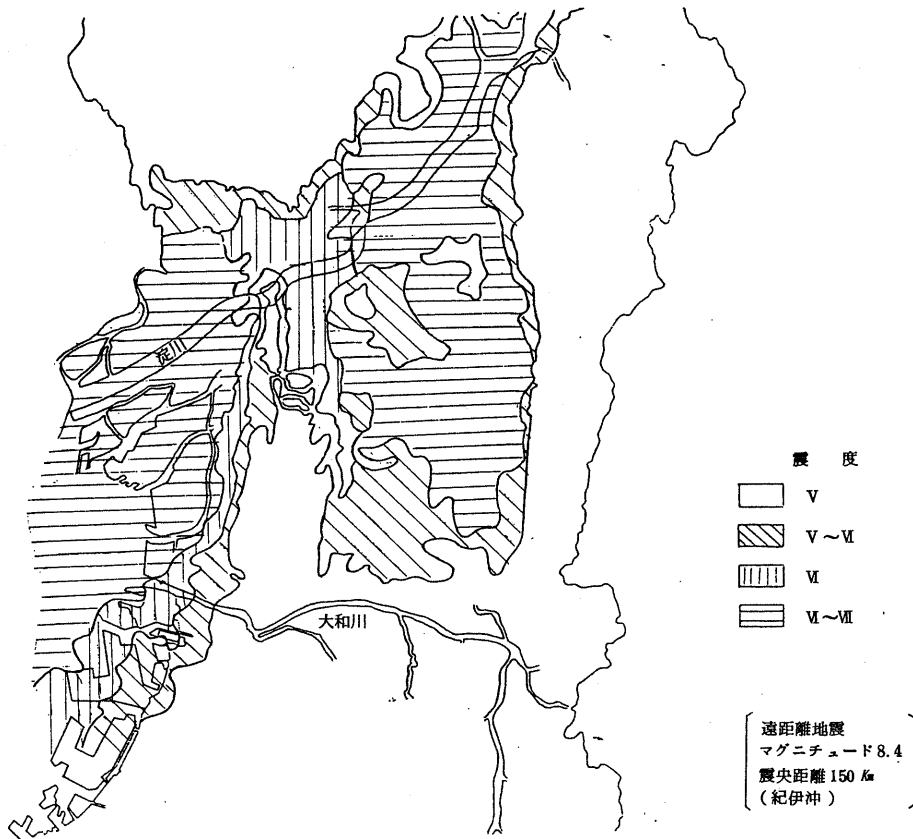 淀川
大和川
震 度
Ⅴ
Ⅴ～Ⅵ
Ⅵ
Ⅵ～Ⅶ
遠距離地震
マグニチュード 8.4
震央距離 150 ㎞
(紀伊沖)